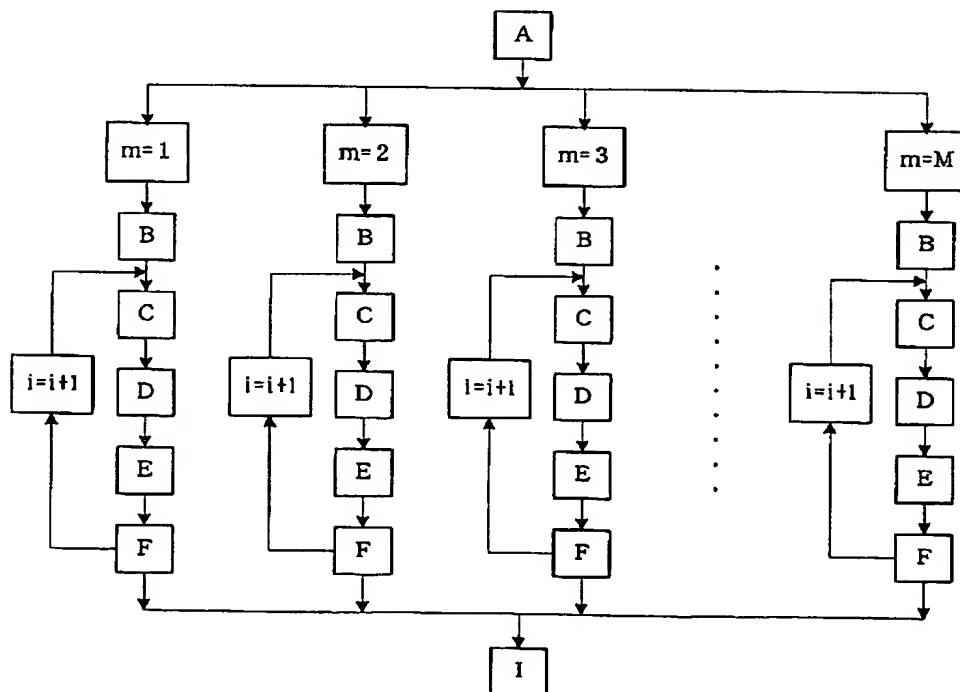 A
m=1 m=2 m=3 m=M
B B B B
C C C C
i=i+1 D i=i+1 D i=i+1 D i=i+1 D
E E E E
F F F F
I